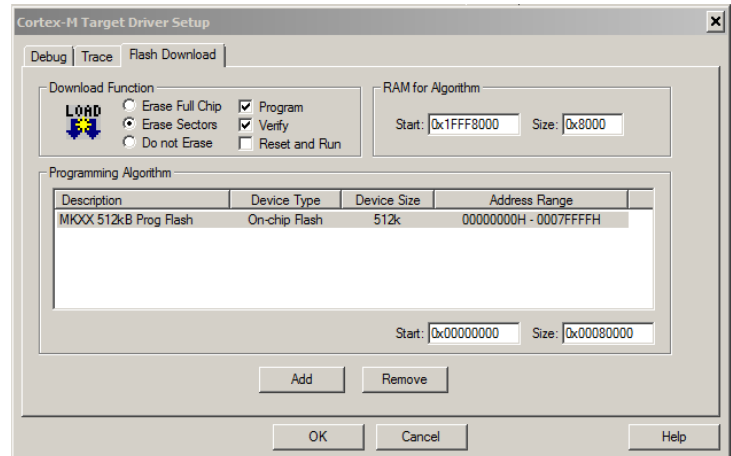 Cortex-M Target Driver Setup
Debug Trace Flash Download
Download Function
LOAD
Erase Full Chip
Erase Sectors
Do not Erase
Program
Verify
Reset and Run
RAM for Algorithm
Start: 0x1FFF8000 Size: 0x8000
Programming Algorithm
Description Device Type Device Size Address Range
MKXX 512kB Prog Flash On-chip Flash 512k 00000000H - 0007FFFFH
Start: 0x00000000 Size: 0x00080000
Add Remove
OK Cancel Help